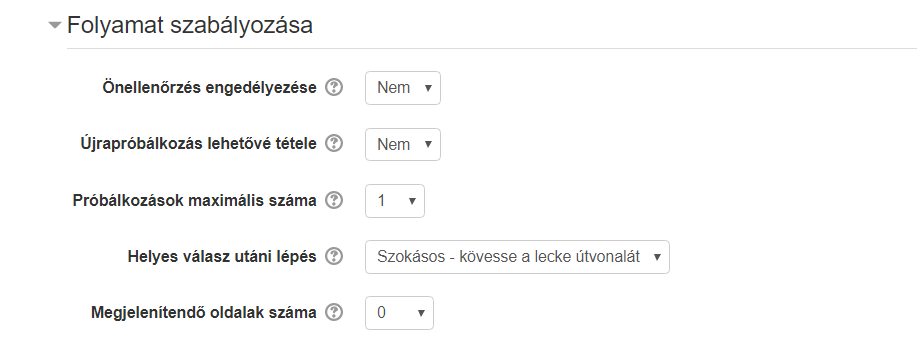 Folyamat szabályozása
Önellenőrzés engedélyezése Nem
Újrapróbálkozás lehetővé tétele Nem
Próbálkozások maximális száma 1
Helyes válasz utáni lépés Szokásos - kövesse a lecke útvonalát
Megjelenítendő oldalak száma 0